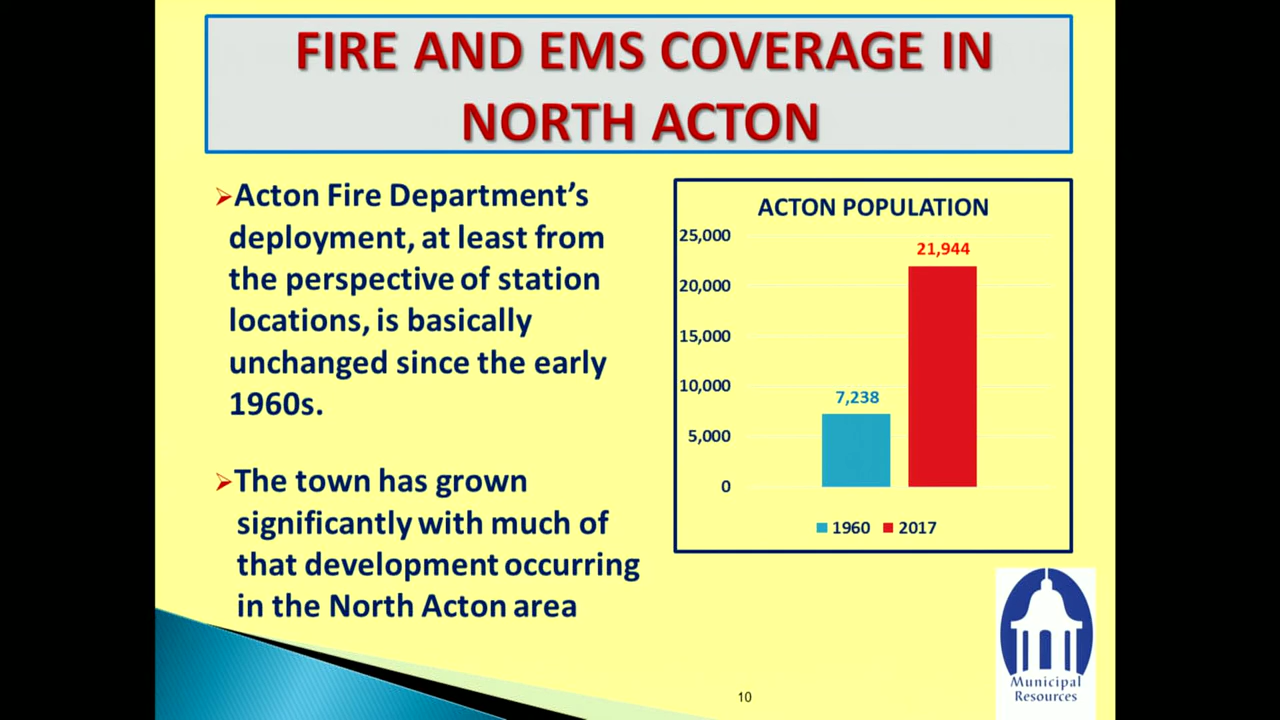 FIRE AND EMS COVERAGE IN
NORTH ACTON
➢Acton Fire Department’s
deployment, at least from
the perspective of station
locations, is basically
unchanged since the early
1960s.
➢The town has grown
significantly with much of
that development occurring
in the North Acton area
ACTON POPULATION
25,000
20,000
15,000
10,000
5,000
0
21,944
7,238
1960 2017
10
Municipal
Resources